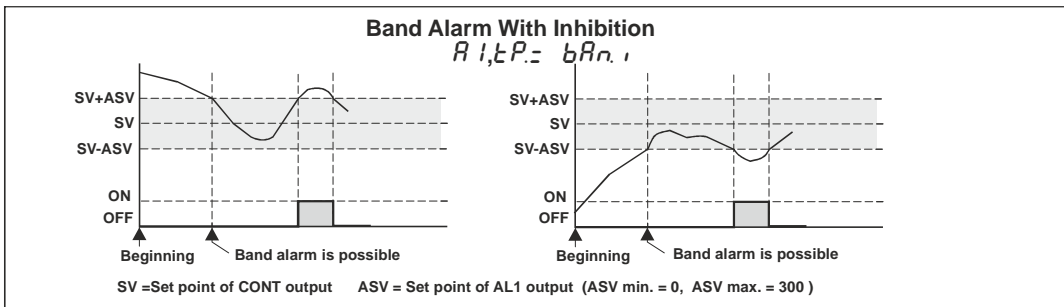 Band Alarm With Inhibition
A1,tP.= bAn.i
SV+ASV
SV
SV-ASV
ON
OFF
Beginning
Band alarm is possible
SV+ASV
SV
SV-ASV
ON
OFF
Beginning
Band alarm is possible
SV =Set point of CONT output ASV = Set point of AL1 output (ASV min. = 0, ASV max. = 300 )